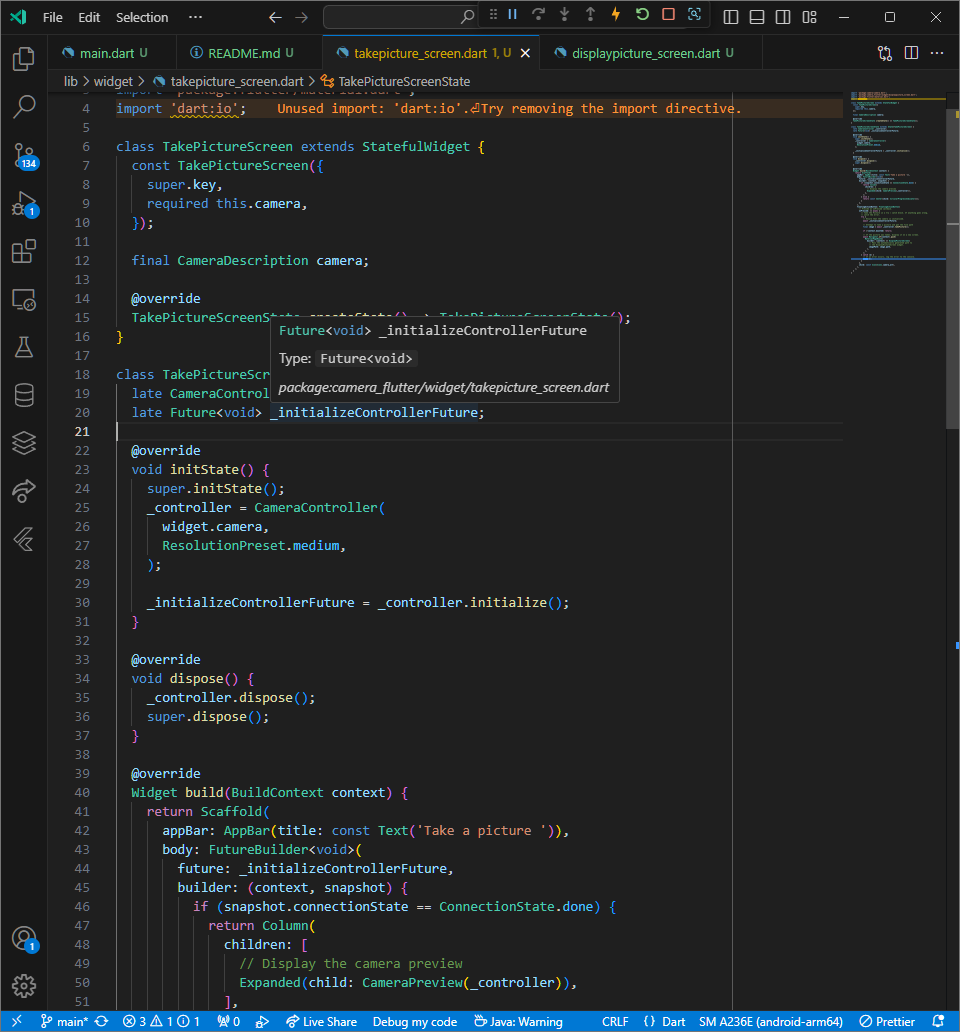 File Edit Selection ···
main.dart U README.md U takepicture_screen.dart 1, U displaypicture_screen.dart U
lib > widget > takepicture_screen.dart > TakePictureScreenState
4 import 'dart:io'; Unused import: 'dart:io'.⏎Try removing the import directive.
5
6 class TakePictureScreen extends StatefulWidget {
7 const TakePictureScreen({
8 super.key,
9 required this.camera,
10 });
11
12 final CameraDescription camera;
13
14 @override
15 TakePictureScreenState createState() => TakePictureScreenState();
16 }
Future<void> _initializeControllerFuture
Type: Future<void>
package:camera_flutter/widget/takepicture_screen.dart
17
18 class TakePictureScr
19 late CameraControl
20 late Future<void> _initializeControllerFuture;
21
22 @override
23 void initState() {
24 super.initState();
25 _controller = CameraController(
26 widget.camera,
27 ResolutionPreset.medium,
28 );
29
30 _initializeControllerFuture = _controller.initialize();
31 }
32
33 @override
34 void dispose() {
35 _controller.dispose();
36 super.dispose();
37 }
38
39 @override
40 Widget build(BuildContext context) {
41 return Scaffold(
42 appBar: AppBar(title: const Text('Take a picture ')),
43 body: FutureBuilder<void>(
44 future: _initializeControllerFuture,
45 builder: (context, snapshot) {
46 if (snapshot.connectionState == ConnectionState.done) {
47 return Column(
48 children: [
49 // Display the camera preview
50 Expanded(child: CameraPreview(_controller)),
51 ],
134
1
1
main* 3 1 1 0 Live Share Debug my code Java: Warning CRLF {} Dart SM A236E (android-arm64) Prettier